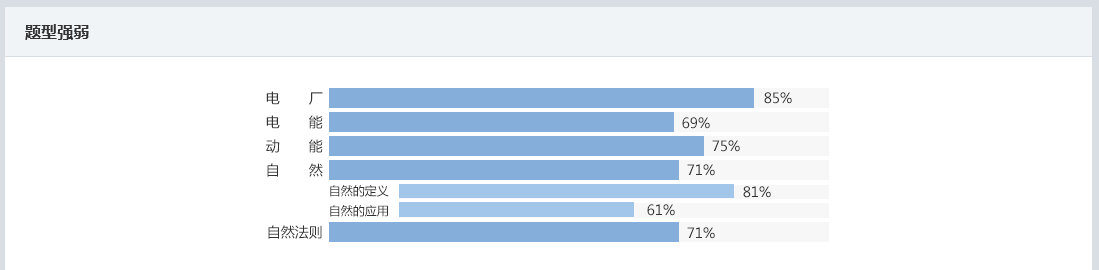 题型强弱
电 厂 85%
电 能 69%
动 能 75%
自 然 71%
自然的定义 81%
自然的应用 61%
自然法则 71%